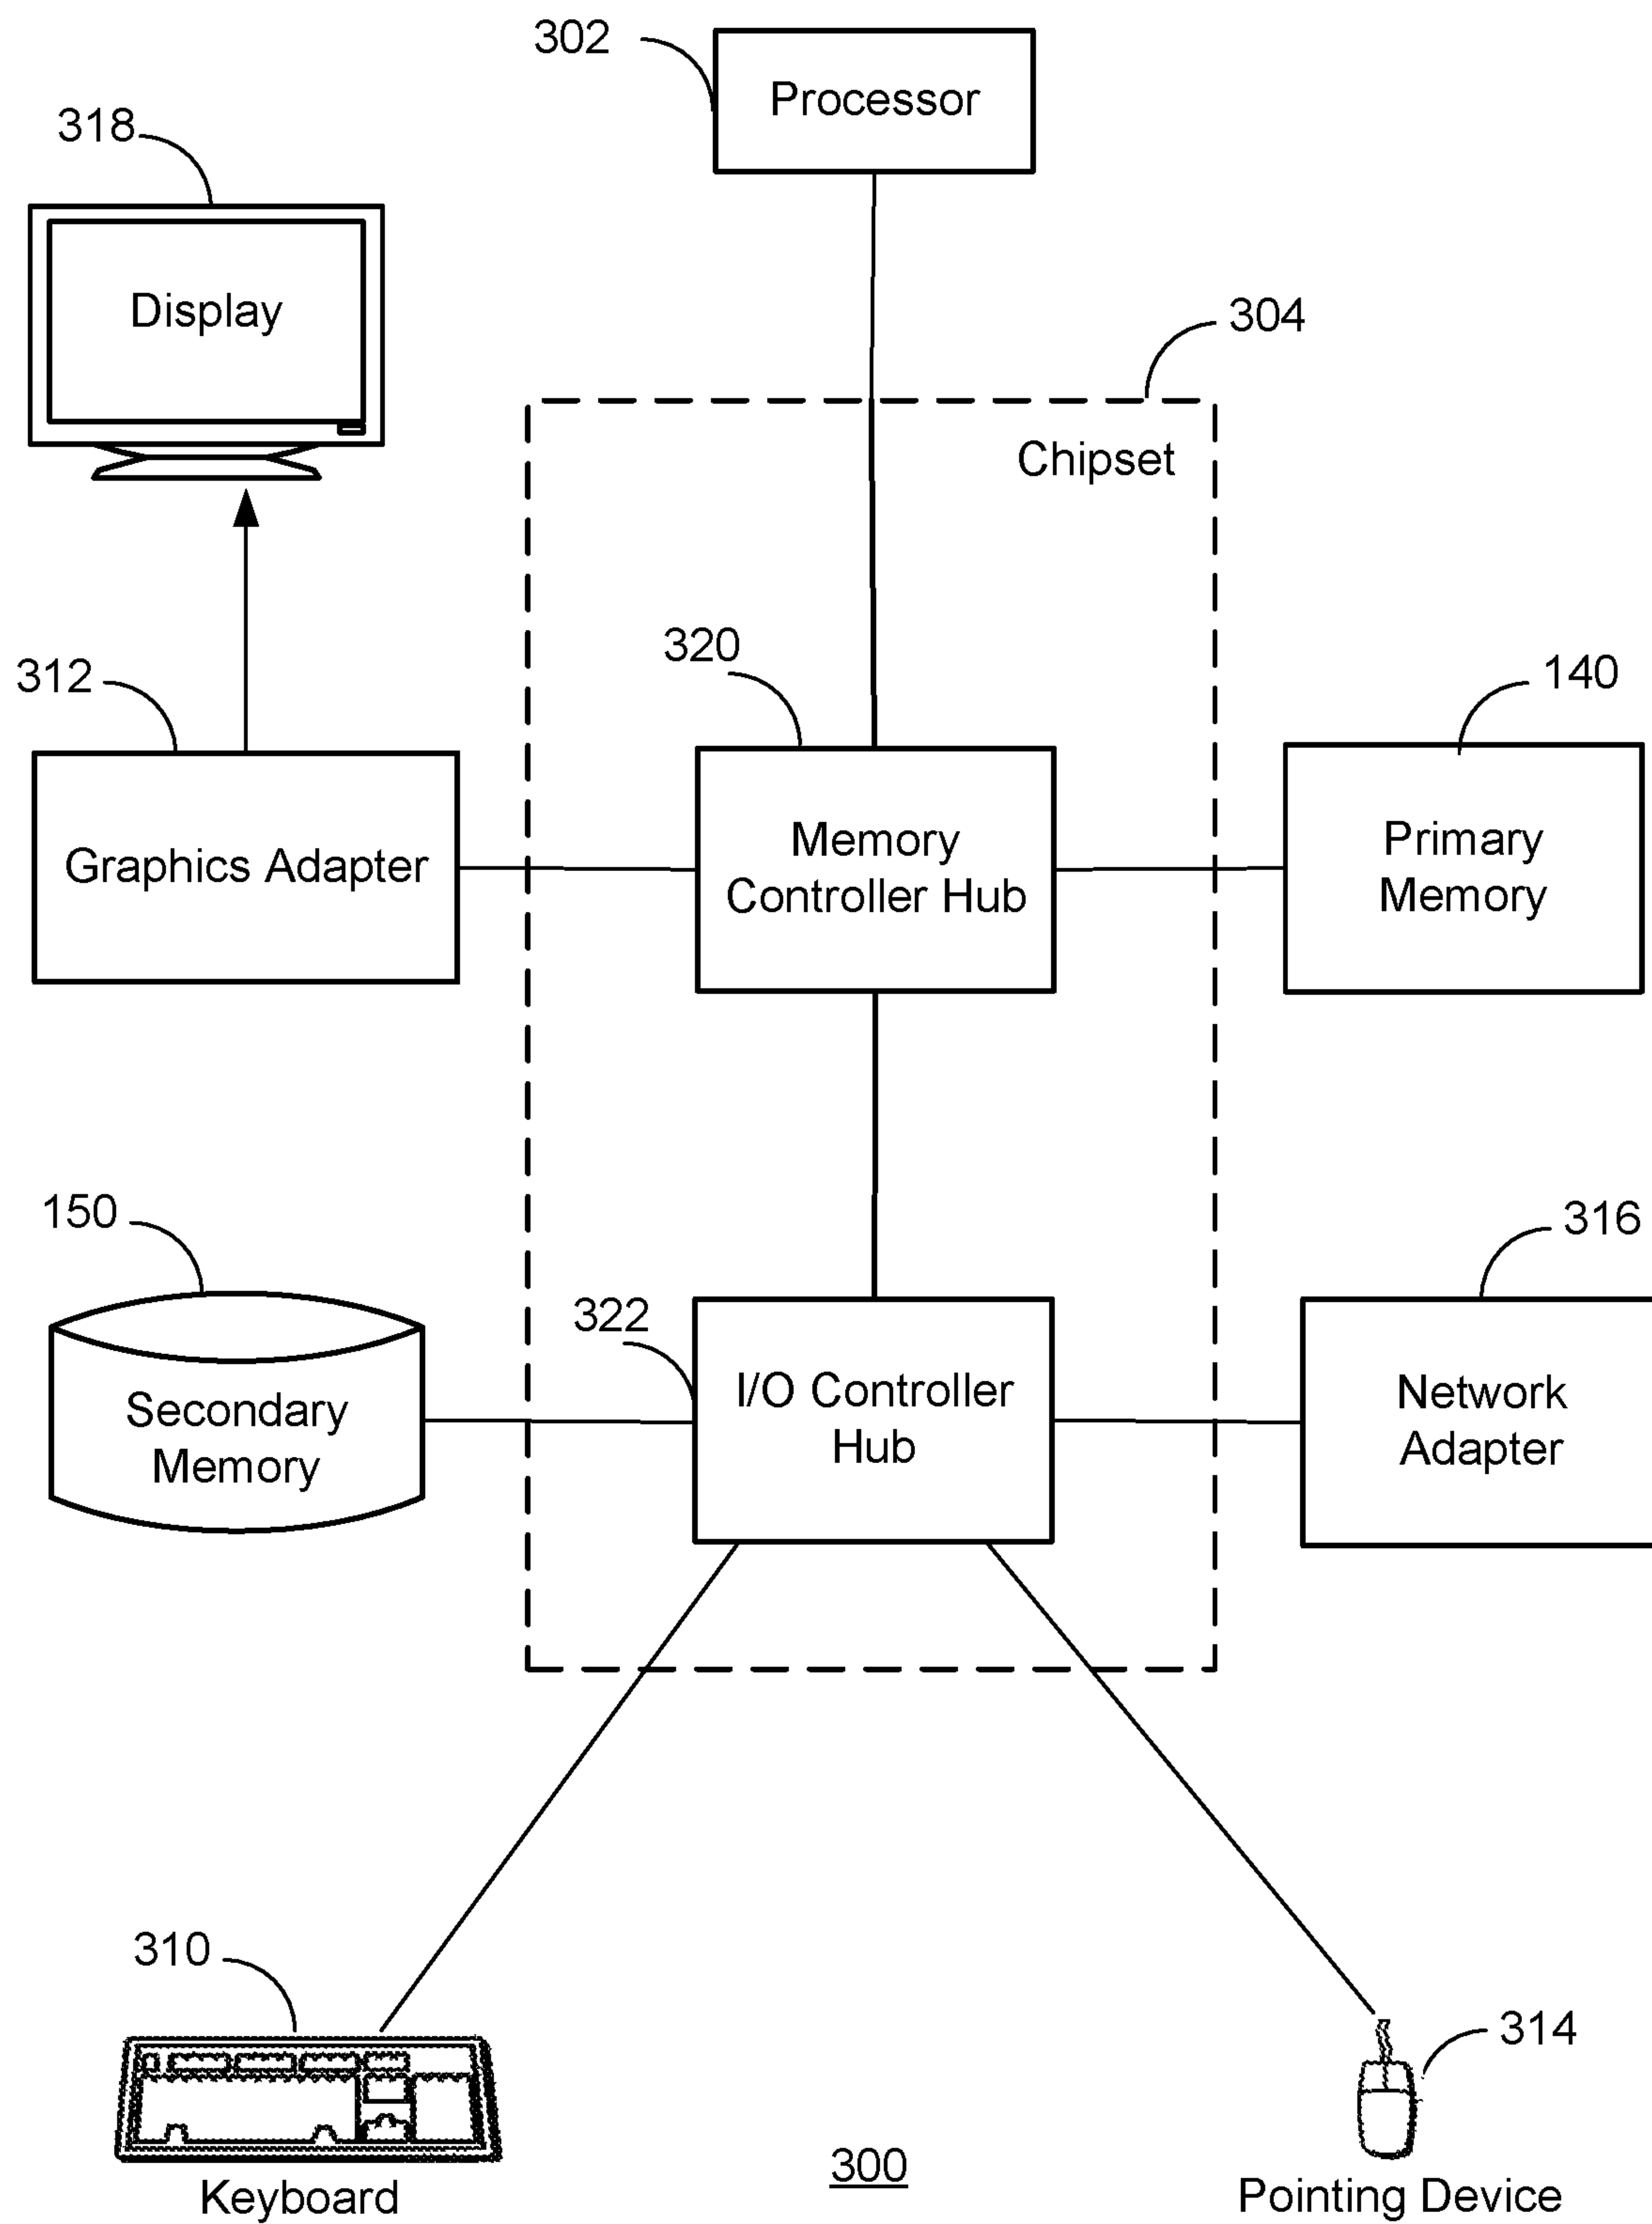 302
Processor
318
Display
304
Chipset
320
312
140
Graphics Adapter
Memory
Controller Hub
Primary
Memory
150
316
322
Secondary
Memory
I/O Controller
Hub
Network
Adapter
310
314
300
Keyboard
Pointing Device